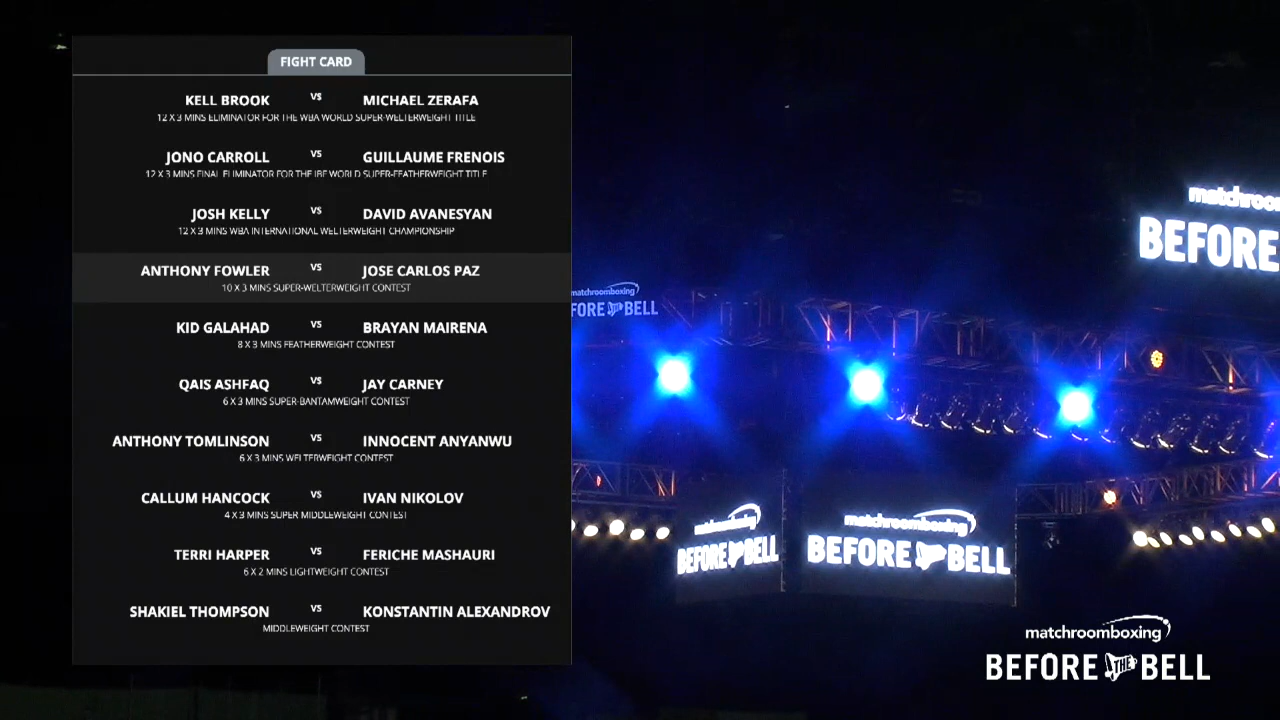 FIGHT CARD
KELL BROOK VS MICHAEL ZERAFA
12 X 3 MINS ELIMINATOR FOR THE WBA WORLD SUPER-WELTERWEIGHT TITLE
JONO CARROLL VS GUILLAUME FRENOIS
12 X 3 MINS FINAL ELIMINATOR FOR THE IBF WORLD SUPER-FEATHERWEIGHT TITLE
JOSH KELLY VS DAVID AVANESYAN
12 X 3 MINS WBA INTERNATIONAL WELTERWEIGHT CHAMPIONSHIP
ANTHONY FOWLER VS JOSE CARLOS PAZ
10 X 3 MINS SUPER-WELTERWEIGHT CONTEST
KID GALAHAD VS BRAYAN MAIRENA
8 X 3 MINS FEATHERWEIGHT CONTEST
QAIS ASHFAQ VS JAY CARNEY
6 X 3 MINS SUPER-BANTAMWEIGHT CONTEST
ANTHONY TOMLINSON VS INNOCENT ANYANWU
6 X 3 MINS WELTERWEIGHT CONTEST
CALLUM HANCOCK VS IVAN NIKOLOV
4 X 3 MINS SUPER MIDDLEWEIGHT CONTEST
TERRI HARPER VS FERICHE MASHAURI
6 X 2 MINS LIGHTWEIGHT CONTEST
SHAKIEL THOMPSON VS KONSTANTIN ALEXANDROV
MIDDLEWEIGHT CONTEST
matchroo
BEFORE
matchroomboxing
FORE THE BELL
matchroomboxing
BEFORE THE BELL
matchroomboxing
BEFORE THE BELL
matchroomboxing
BEFORE THE BELL